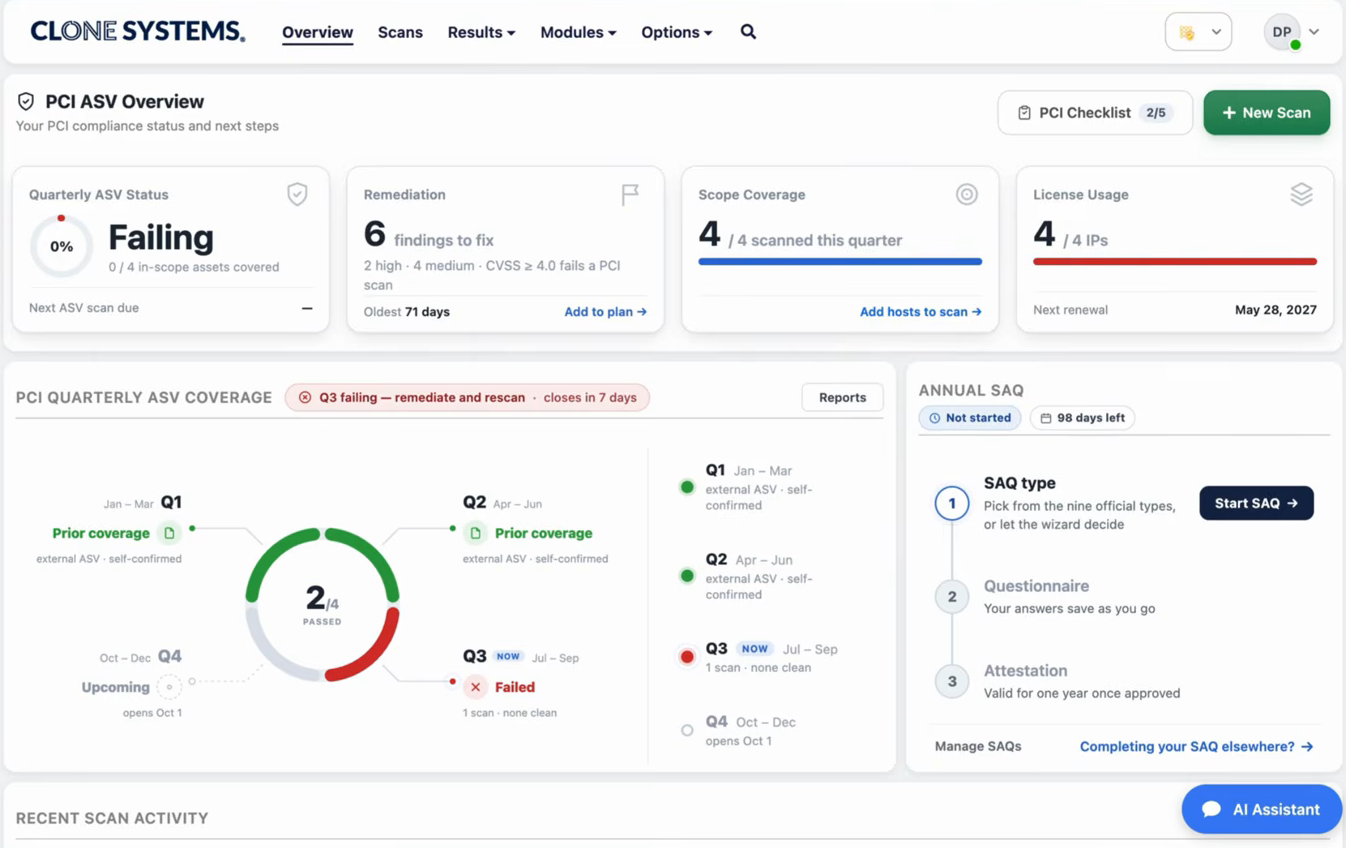 CLONE SYSTEMS®
Overview
Scans
Results
Modules
Options
DP
PCI ASV Overview
Your PCI compliance status and next steps
PCI Checklist 2/5
+ New Scan
Quarterly ASV Status
0%
Failing
0 / 4 in-scope assets covered
Next ASV scan due –
Remediation
6 findings to fix
2 high · 4 medium · CVSS ≥ 4.0 fails a PCI
scan
Oldest 71 days
Add to plan →
Scope Coverage
4 / 4 scanned this quarter
Add hosts to scan →
License Usage
4 / 4 IPs
Next renewal
May 28, 2027
PCI QUARTERLY ASV COVERAGE
Q3 failing — remediate and rescan · closes in 7 days
Reports
Jan – Mar Q1
Prior coverage
external ASV · self-confirmed
Q2 Apr – Jun
Prior coverage
external ASV · self-confirmed
2/4
PASSED
Oct – Dec Q4
Upcoming
opens Oct 1
Q3 NOW Jul – Sep
Failed
1 scan · none clean
Q1 Jan – Mar
external ASV · self-
confirmed
Q2 Apr – Jun
external ASV · self-
confirmed
Q3 NOW Jul – Sep
1 scan · none clean
Q4 Oct – Dec
opens Oct 1
ANNUAL SAQ
Not started
98 days left
1
SAQ type
Pick from the nine official types,
or let the wizard decide
Start SAQ →
2
Questionnaire
Your answers save as you go
3
Attestation
Valid for one year once approved
Manage SAQs
Completing your SAQ elsewhere? →
RECENT SCAN ACTIVITY
AI Assistant